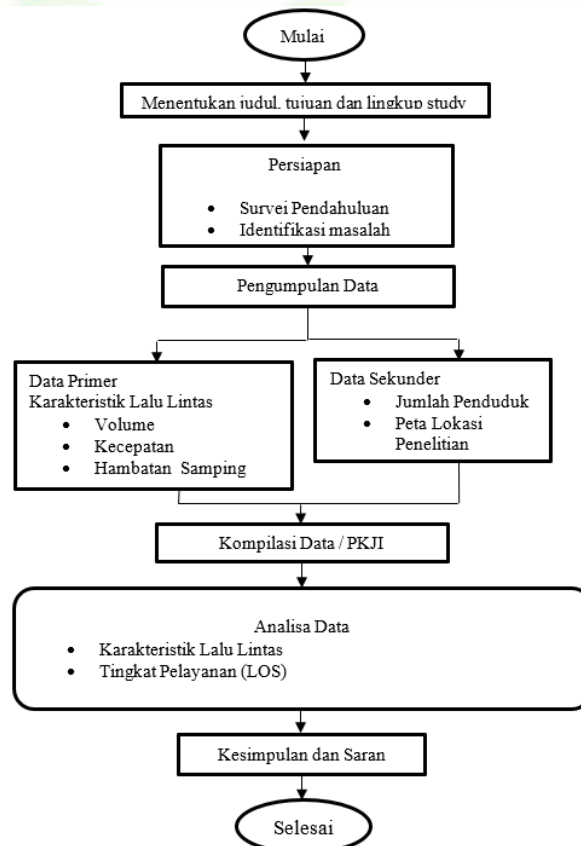 Mulai
Menentukan judul, tujuan dan lingkup study
Persiapan
• Survei Pendahuluan
• Identifikasi masalah
Pengumpulan Data
Data Primer
Karakteristik Lalu Lintas
• Volume
• Kecepatan
• Hambatan Samping
Data Sekunder
• Jumlah Penduduk
• Peta Lokasi
Penelitian
Kompilasi Data / PKJI
Analisa Data
• Karakteristik Lalu Lintas
• Tingkat Pelayanan (LOS)
Kesimpulan dan Saran
Selesai